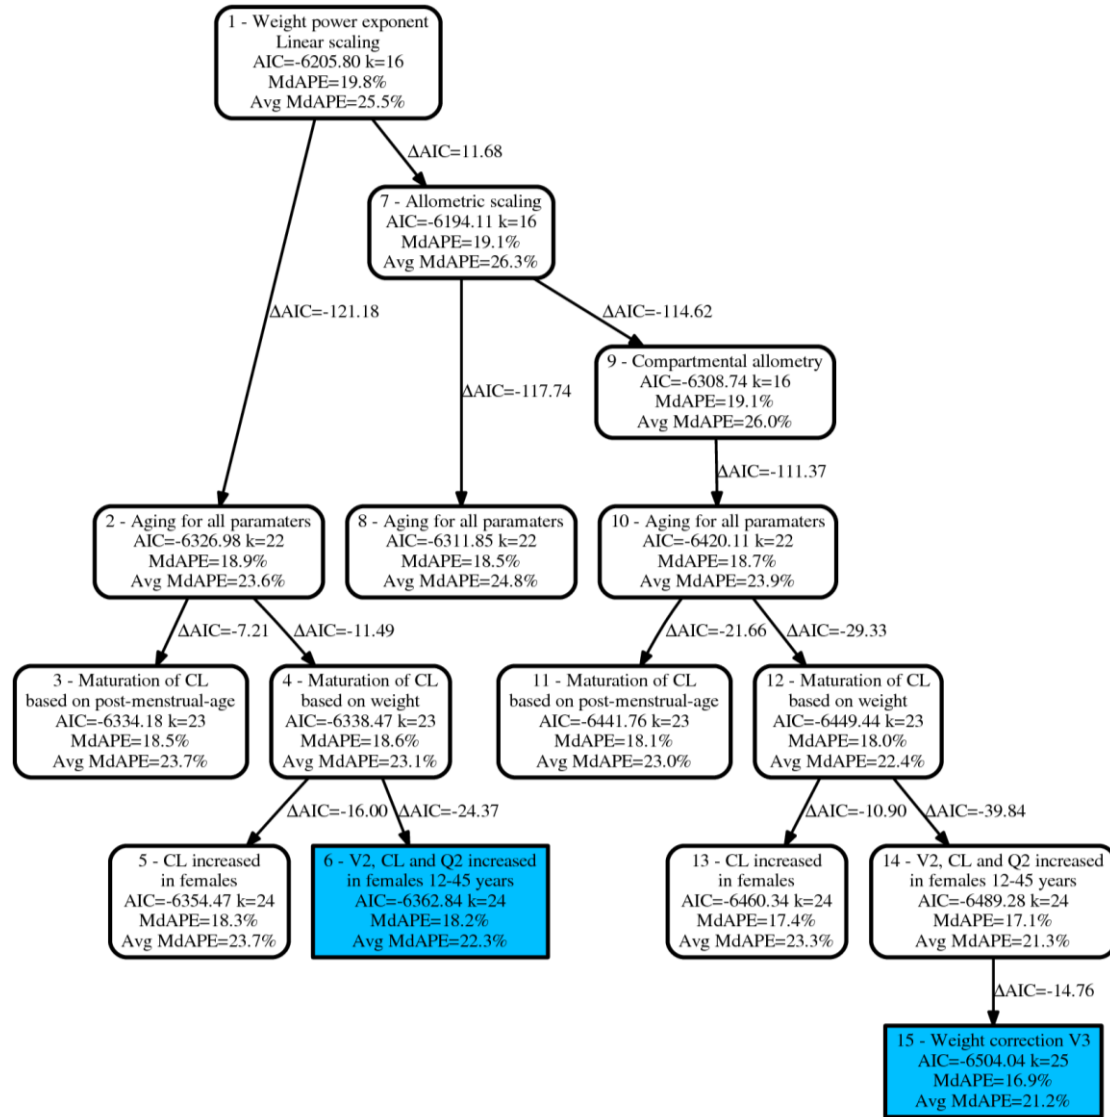 1 - Weight power exponent
Linear scaling
AIC=-6205.80 k=16
MdAPE=19.8%
Avg MdAPE=25.5%
ΔAIC=11.68
7 - Allometric scaling
AIC=-6194.11 k=16
MdAPE=19.1%
Avg MdAPE=26.3%
ΔAIC=-121.18
ΔAIC=-114.62
9 - Compartmental allometry
AIC=-6308.74 k=16
MdAPE=19.1%
Avg MdAPE=26.0%
ΔAIC=-117.74
ΔAIC=-111.37
2 - Aging for all paramaters
AIC=-6326.98 k=22
MdAPE=18.9%
Avg MdAPE=23.6%
8 - Aging for all paramaters
AIC=-6311.85 k=22
MdAPE=18.5%
Avg MdAPE=24.8%
10 - Aging for all paramaters
AIC=-6420.11 k=22
MdAPE=18.7%
Avg MdAPE=23.9%
ΔAIC=-7.21
ΔAIC=-11.49
ΔAIC=-21.66
ΔAIC=-29.33
3 - Maturation of CL
based on post-menstrual-age
AIC=-6334.18 k=23
MdAPE=18.5%
Avg MdAPE=23.7%
4 - Maturation of CL
based on weight
AIC=-6338.47 k=23
MdAPE=18.6%
Avg MdAPE=23.1%
11 - Maturation of CL
based on post-menstrual-age
AIC=-6441.76 k=23
MdAPE=18.1%
Avg MdAPE=23.0%
12 - Maturation of CL
based on weight
AIC=-6449.44 k=23
MdAPE=18.0%
Avg MdAPE=22.4%
ΔAIC=-16.00
ΔAIC=-24.37
ΔAIC=-10.90
ΔAIC=-39.84
5 - CL increased
in females
AIC=-6354.47 k=24
MdAPE=18.3%
Avg MdAPE=23.7%
6 - V2, CL and Q2 increased
in females 12-45 years
AIC=-6362.84 k=24
MdAPE=18.2%
Avg MdAPE=22.3%
13 - CL increased
in females
AIC=-6460.34 k=24
MdAPE=17.4%
Avg MdAPE=23.3%
14 - V2, CL and Q2 increased
in females 12-45 years
AIC=-6489.28 k=24
MdAPE=17.1%
Avg MdAPE=21.3%
ΔAIC=-14.76
15 - Weight correction V3
AIC=-6504.04 k=25
MdAPE=16.9%
Avg MdAPE=21.2%